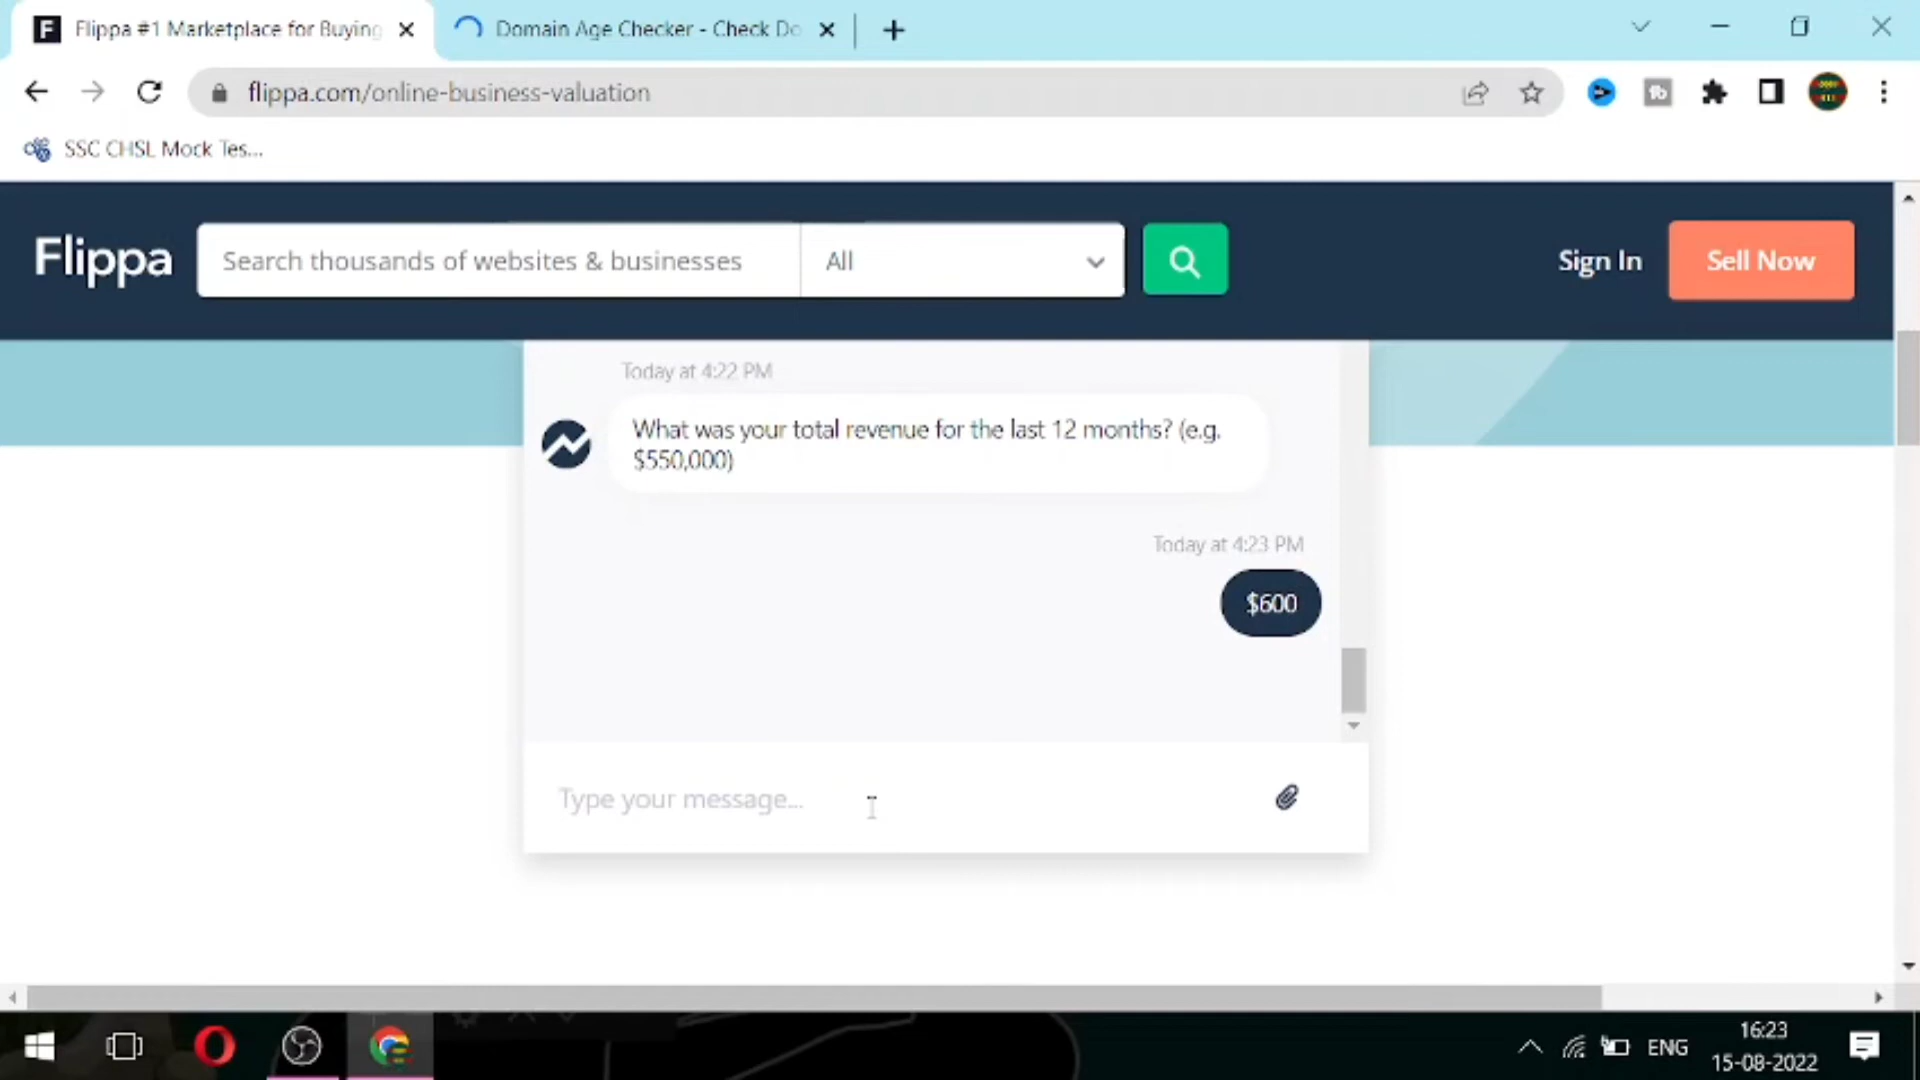 Flippa #1 Marketplace for Buying
Domain Age Checker - Check Do
flippa.com/online-business-valuation
SSC CHSL Mock Tes...
Flippa
Search thousands of websites & businesses
All
Sign In
Sell Now
Today at 4:22 PM
What was your total revenue for the last 12 months? (e.g.
$550,000)
Today at 4:23 PM
$600
Type your message...
ENG
16:23
15-08-2022